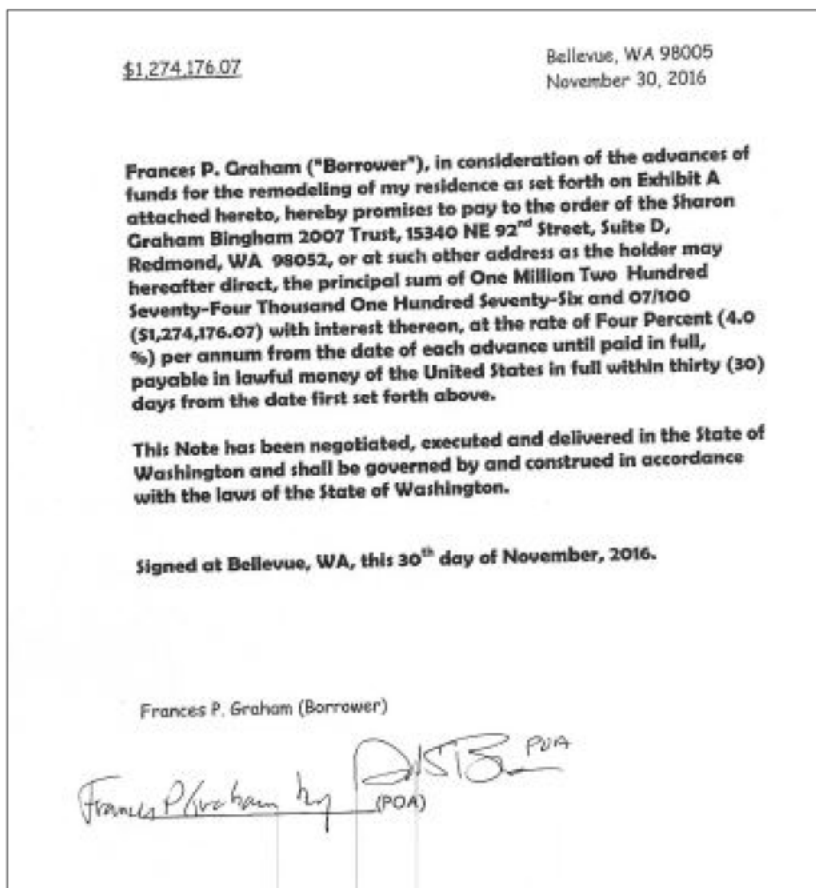 $1,274,176.07
Bellevue, WA 98005
November 30, 2016
Frances P. Graham ("Borrower"), in consideration of the advances of
funds for the remodeling of my residence as set forth on Exhibit A
attached hereto, hereby promises to pay to the order of the Sharon
Graham Bingham 2007 Trust, 15340 NE 92nd Street, Suite D,
Redmond, WA 98052, or at such other address as the holder may
hereafter direct, the principal sum of One Million Two Hundred
Seventy-Four Thousand One Hundred Seventy-Six and 07/100
($1,274,176.07) with interest thereon, at the rate of Four Percent (4.0
%) per annum from the date of each advance until paid in full,
payable in lawful money of the United States in full within thirty (30)
days from the date first set forth above.
This Note has been negotiated, executed and delivered in the State of
Washington and shall be governed by and construed in accordance
with the laws of the State of Washington.
Signed at Bellevue, WA, this 30th day of November, 2016.
Frances P. Graham (Borrower)
Frances P Graham by POA
(POA)